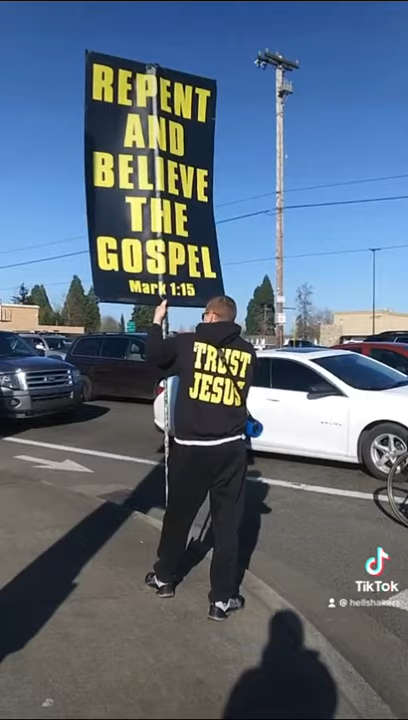 REPENT
AND
BELIEVE
THE
GOSPEL
Mark 1:15
TRUST
JESUS
TikTok
@hellshakers